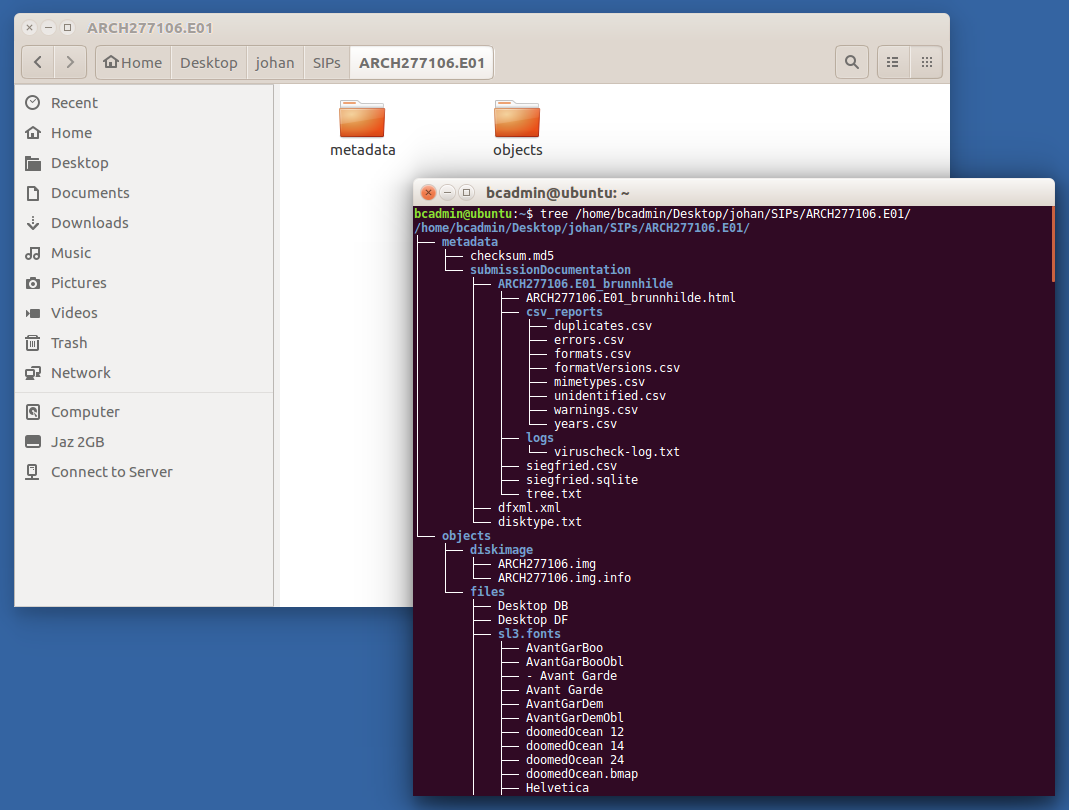 ARCH277106.E01
Home Desktop johan SIPs ARCH277106.E01
Recent
Home
Desktop
Documents
Downloads
Music
Pictures
Videos
Trash
Network
Computer
Jaz 2GB
Connect to Server
metadata objects
bcadmin@ubuntu: ~
bcadmin@ubuntu:~$ tree /home/bcadmin/Desktop/johan/SIPs/ARCH277106.E01/
/home/bcadmin/Desktop/johan/SIPs/ARCH277106.E01/
├── metadata
│   ├── checksum.md5
│   └── submissionDocumentation
│       ├── ARCH277106.E01_brunnhilde
│       │   ├── ARCH277106.E01_brunnhilde.html
│       │   ├── csv_reports
│       │   │   ├── duplicates.csv
│       │   │   ├── errors.csv
│       │   │   ├── formats.csv
│       │   │   ├── formatVersions.csv
│       │   │   ├── mimetypes.csv
│       │   │   ├── unidentified.csv
│       │   │   ├── warnings.csv
│       │   │   └── years.csv
│       │   ├── logs
│       │   │   └── viruscheck-log.txt
│       │   ├── siegfried.csv
│       │   ├── siegfried.sqlite
│       │   └── tree.txt
│       ├── dfxml.xml
│       └── disktype.txt
└── objects
    ├── diskimage
    │   ├── ARCH277106.img
    │   └── ARCH277106.img.info
    └── files
        ├── Desktop DB
        ├── Desktop DF
        ├── sl3.fonts
        │   ├── AvantGarBoo
        │   ├── AvantGarBooObl
        │   ├── - Avant Garde
        │   ├── Avant Garde
        │   ├── AvantGarDem
        │   ├── AvantGarDemObl
        │   ├── doomedOcean 12
        │   ├── doomedOcean 14
        │   ├── doomedOcean 24
        │   ├── doomedOcean.bmap
        │   ├── Helvetica